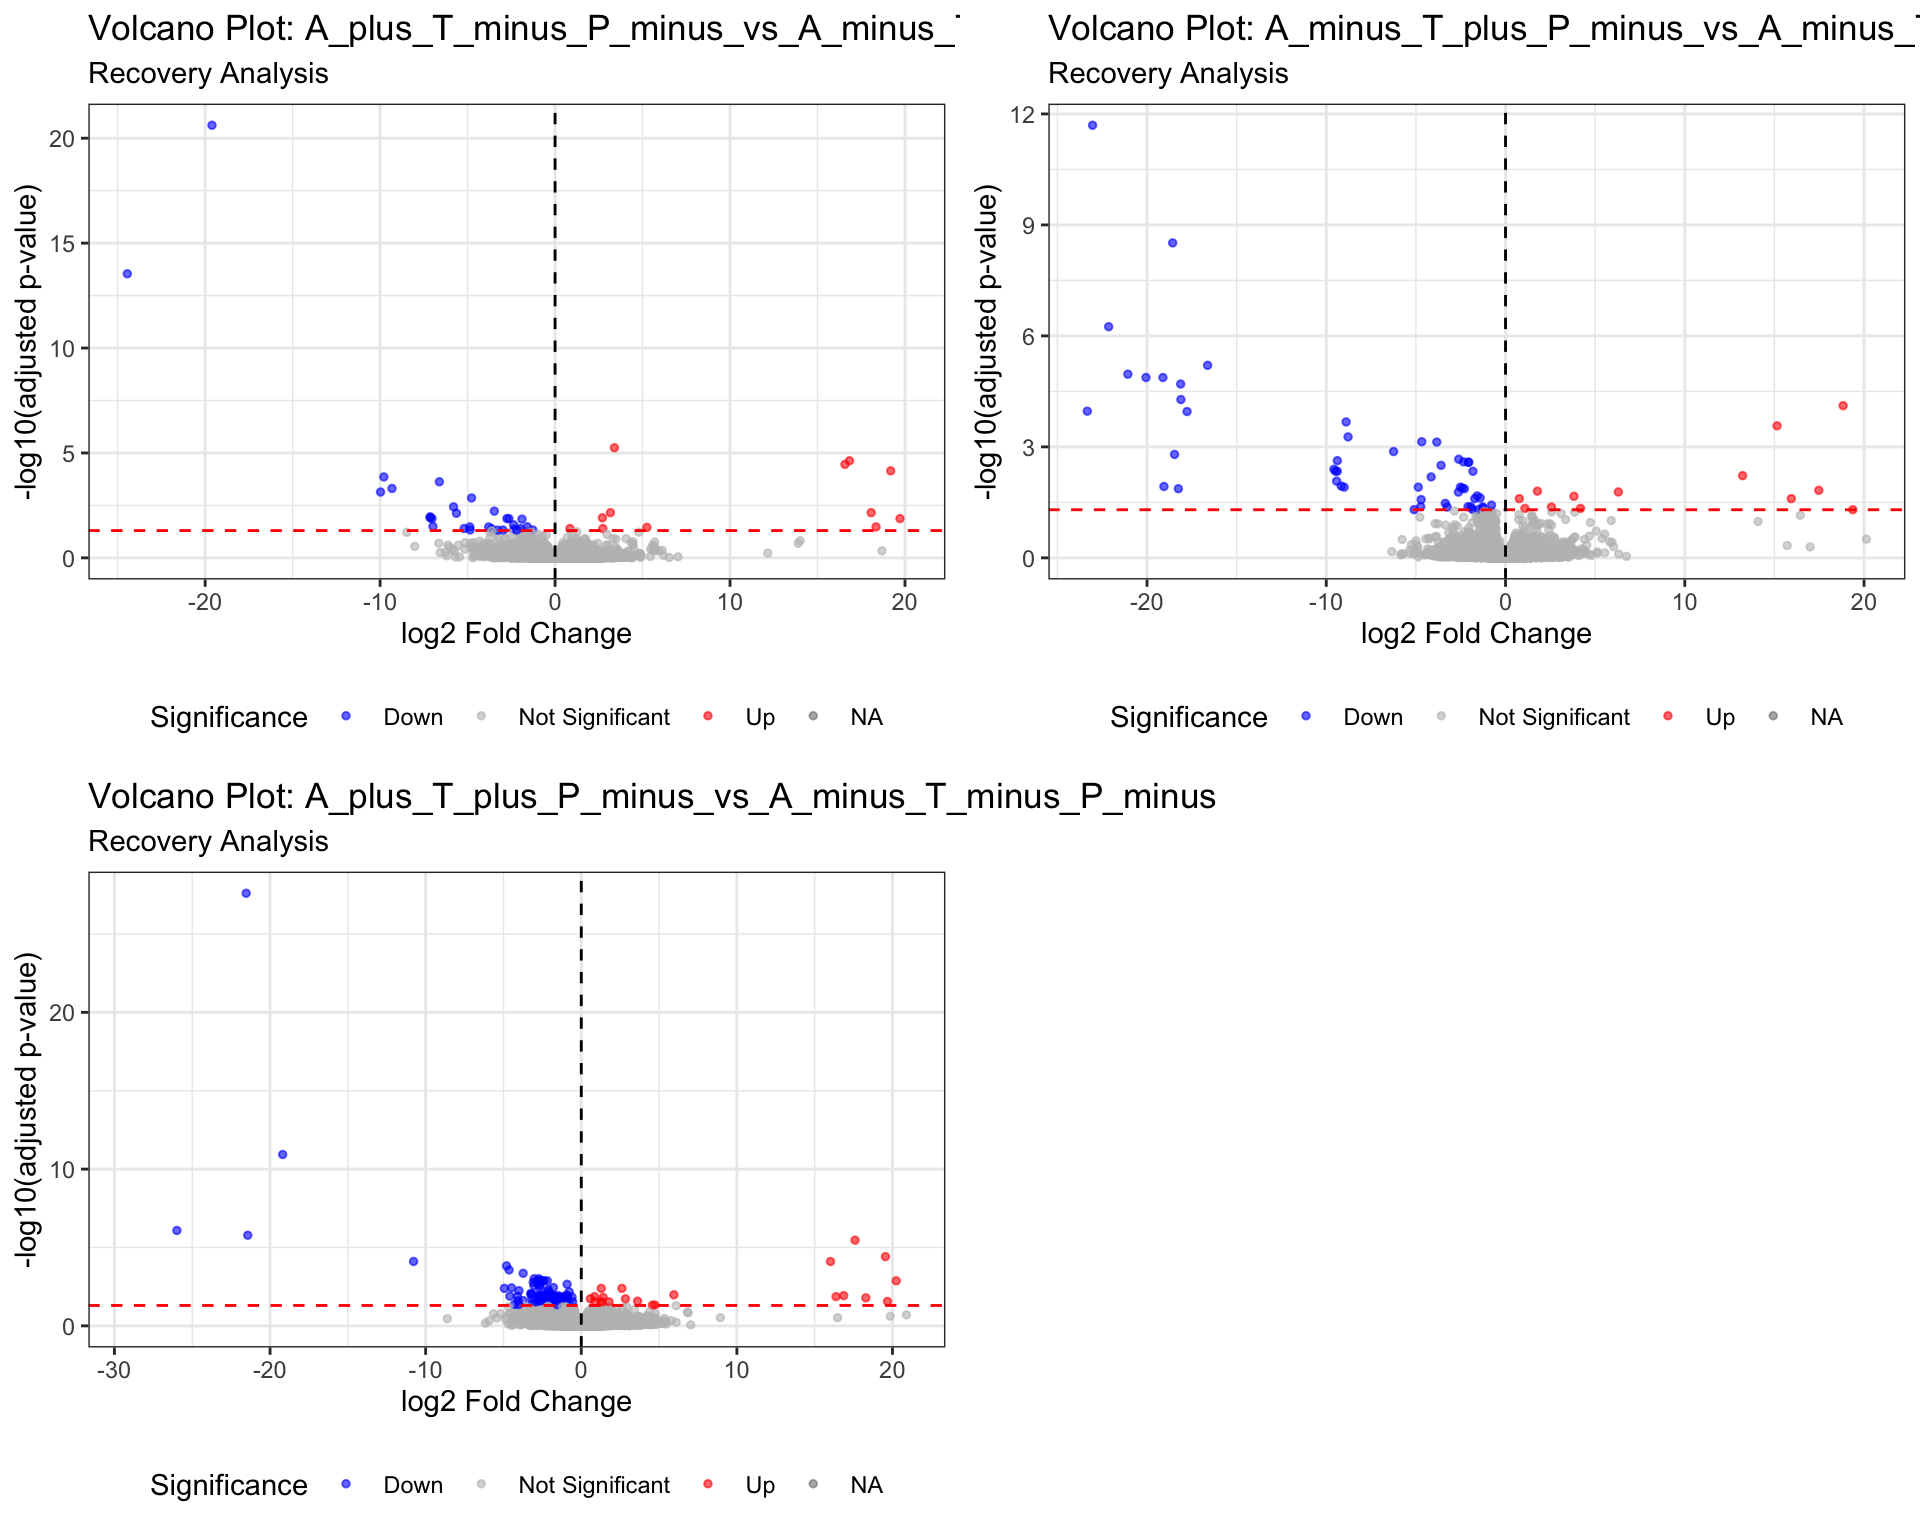 Volcano Plot: A_plus_T_minus_P_minus_vs_A_minus_
Recovery Analysis
20
15
10
5
0
-log10(adjusted p-value)
-20 -10 0 10 20
log2 Fold Change
Significance Down Not Significant Up NA
Volcano Plot: A_minus_T_plus_P_minus_vs_A_minus_T
Recovery Analysis
12
9
6
3
0
-log10(adjusted p-value)
-20 -10 0 10 20
log2 Fold Change
Significance Down Not Significant Up NA
Volcano Plot: A_plus_T_plus_P_minus_vs_A_minus_T_minus_P_minus
Recovery Analysis
20
10
0
-log10(adjusted p-value)
-30 -20 -10 0 10 20
log2 Fold Change
Significance Down Not Significant Up NA